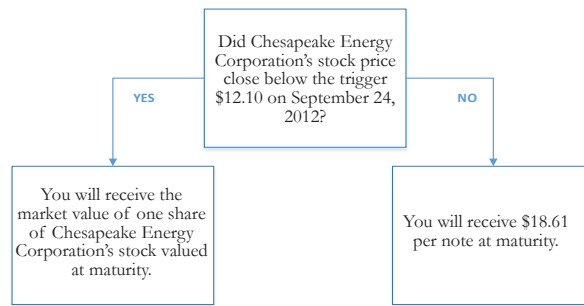 Did Chesapeake Energy
Corporation's stock price
close below the trigger
$12.10 on September 24,
2012?
YES
NO
You will receive the
market value of one share
of Chesapeake Energy
Corporation's stock valued
at maturity.
You will receive $18.61
per note at maturity.